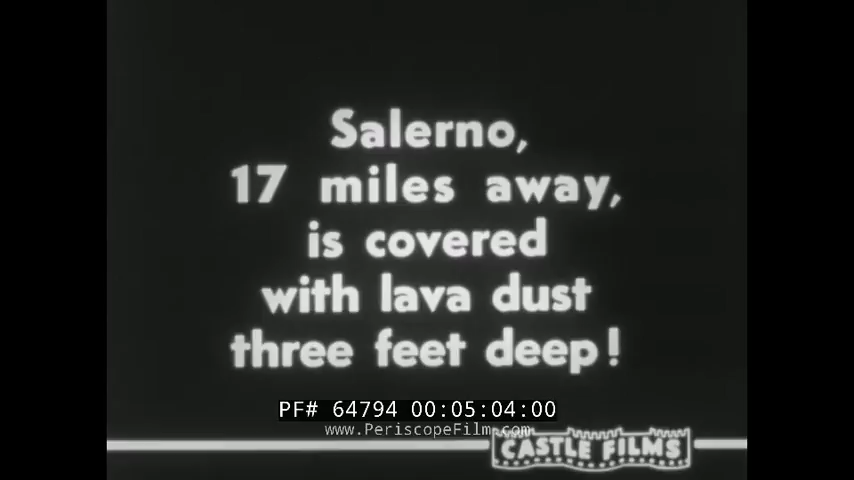 Salerno,
17 miles away,
is covered
with lava dust
three feet deep!
PF# 64794 00:05:04:00
www.PeriscopeFilm.com
CASTLE FILMS